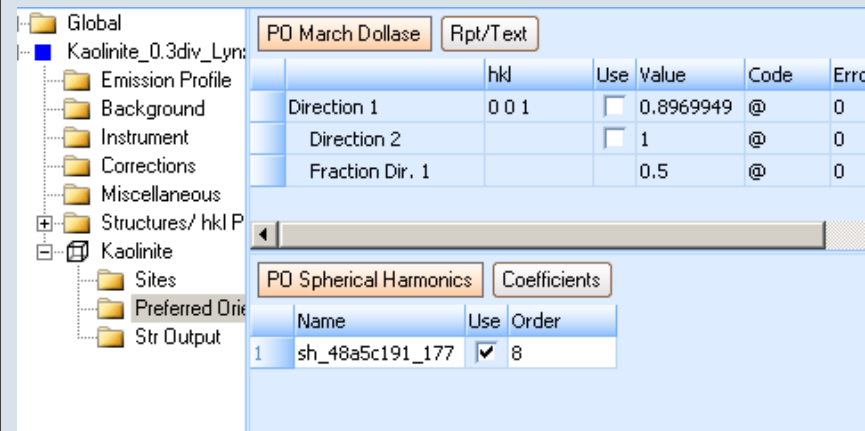 Global
Kaolinite_0.3div_Lyn
Emission Profile
Background
Instrument
Corrections
Miscellaneous
Structures/ hkl P
Kaolinite
Sites
Preferred Orie
Str Output
PO March Dollase Rpt/Text
hkl Use Value Code Erro
Direction 1 0 0 1 0.8969949 @ 0
Direction 2 1 @ 0
Fraction Dir. 1 0.5 @ 0
PO Spherical Harmonics Coefficients
Name Use Order
1 sh_48a5c191_177 8